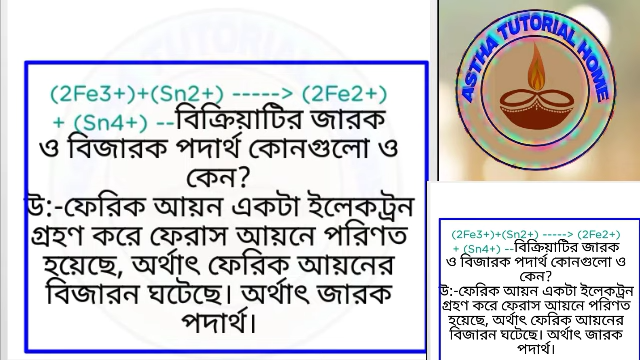 (2Fe3+)+(Sn2+) -----> (2Fe2+)
+ (Sn4+) --বিক্রিয়াটির জারক
ও বিজারক পদার্থ কোনগুলো ও
কেন?
উ:-ফেরিক আয়ন একটা ইলেকট্রন
গ্রহণ করে ফেরাস আয়নে পরিণত
হয়েছে, অর্থাৎ ফেরিক আয়নের
বিজারন ঘটেছে। অর্থাৎ জারক
পদার্থ।
ASTHA TUTORIAL HOME
(2Fe3+)+(Sn2+) -----> (2Fe2+)
+ (Sn4+) --বিক্রিয়াটির জারক
ও বিজারক পদার্থ কোনগুলো ও
কেন?
উ:-ফেরিক আয়ন একটা ইলেকট্রন
গ্রহণ করে ফেরাস আয়নে পরিণত
হয়েছে, অর্থাৎ ফেরিক আয়নের
বিজারন ঘটেছে। অর্থাৎ জারক
পদার্থ।